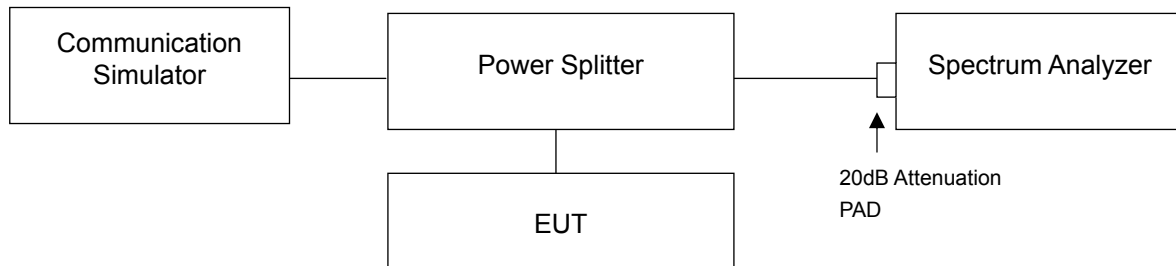 Communication
Simulator
Power Splitter
Spectrum Analyzer
20dB Attenuation
PAD
EUT